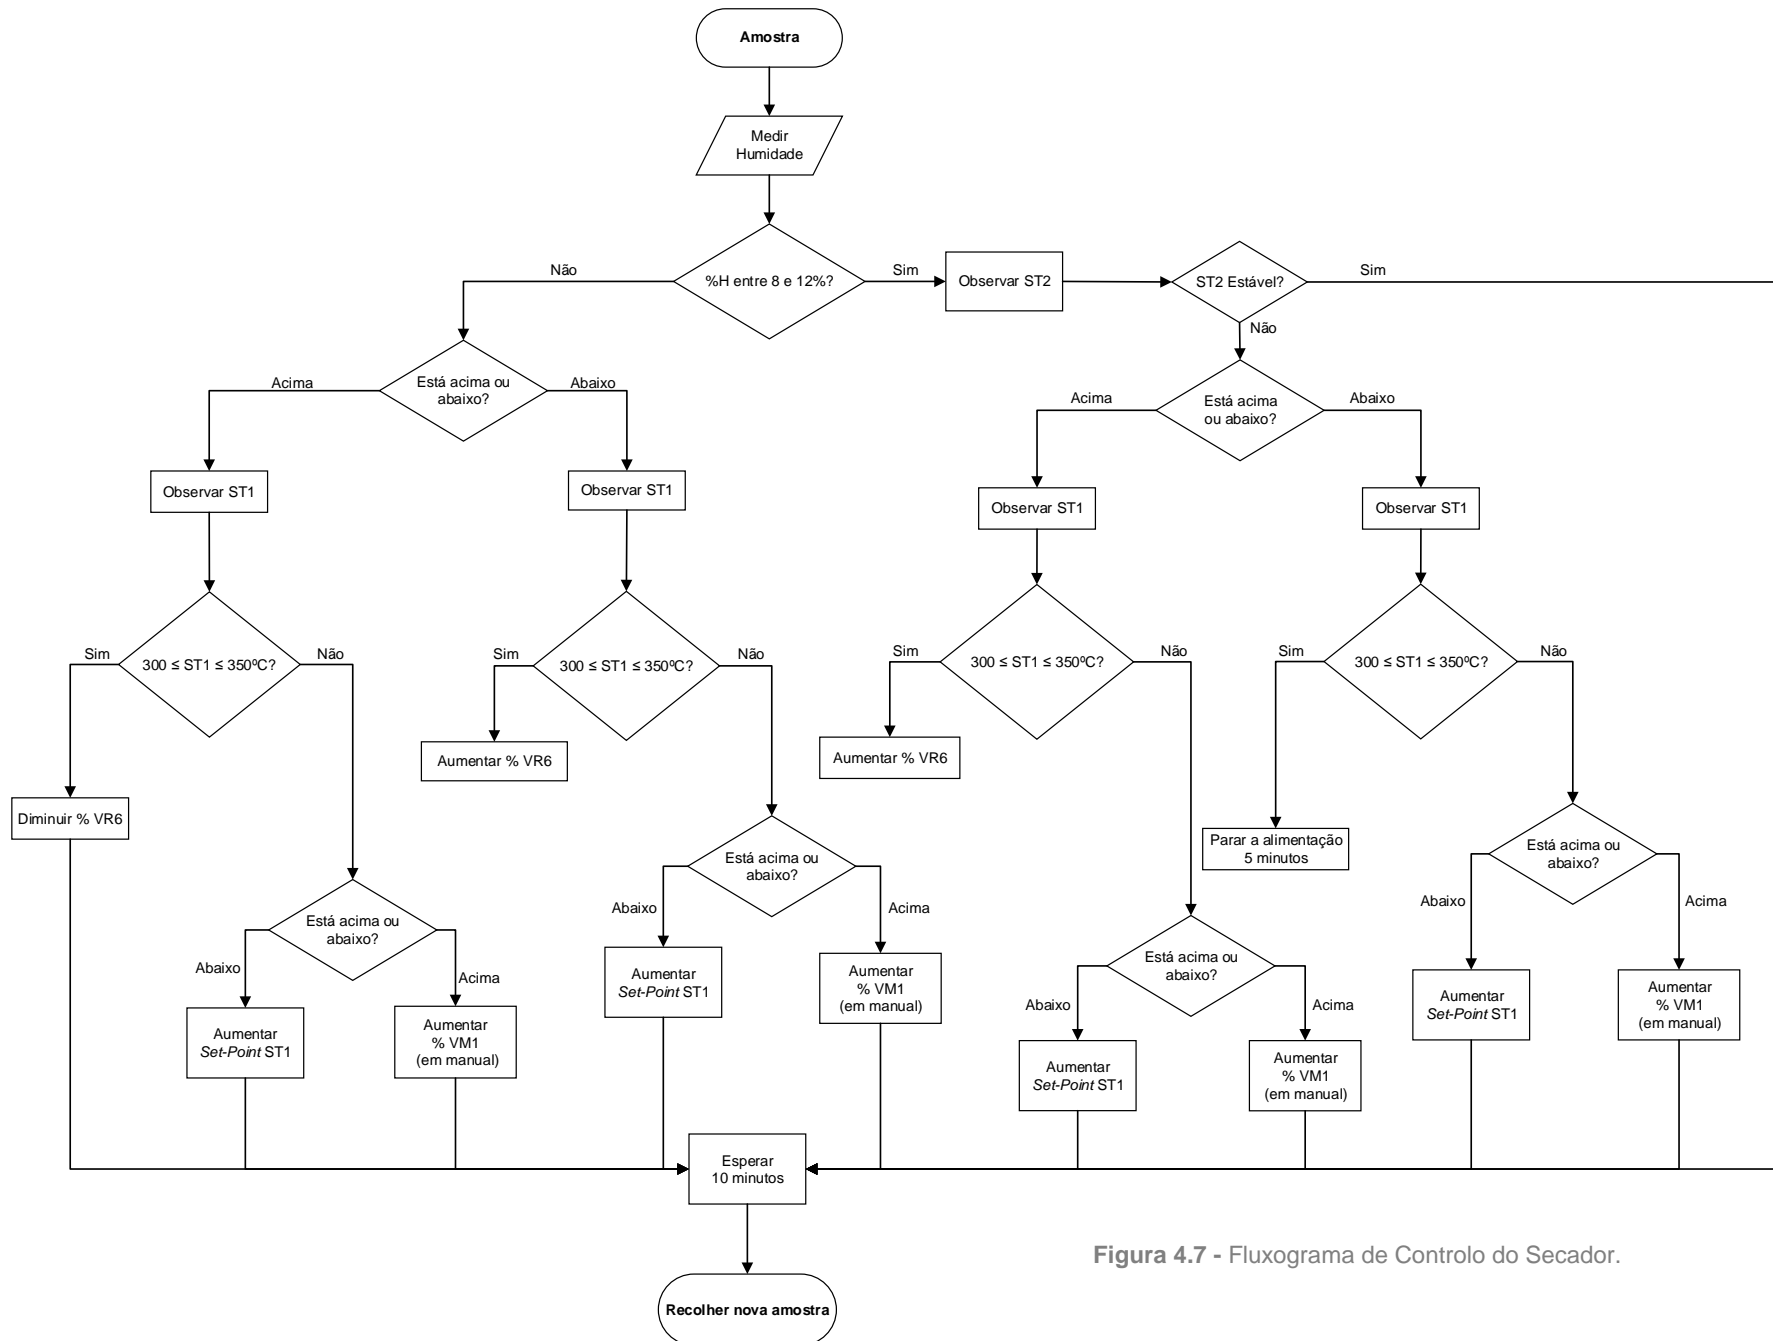 Amostra
Medir
Humidade
%H entre 8 e 12%?
Não
Sim
Observar ST2
ST2 Estável?
Sim
Não
Está acima ou
abaixo?
Acima
Abaixo
Está acima
ou abaixo?
Acima
Abaixo
Observar ST1
Observar ST1
Observar ST1
Observar ST1
300 ≤ ST1 ≤ 350ºC?
Sim
Não
300 ≤ ST1 ≤ 350ºC?
Sim
Não
300 ≤ ST1 ≤ 350ºC?
Sim
Não
300 ≤ ST1 ≤ 350ºC?
Sim
Não
Diminuir % VR6
Aumentar % VR6
Aumentar % VR6
Parar a alimentação
5 minutos
Está acima ou
abaixo?
Abaixo
Acima
Está acima ou
abaixo?
Abaixo
Acima
Está acima ou
abaixo?
Abaixo
Acima
Está acima ou
abaixo?
Abaixo
Acima
Aumentar
Set-Point ST1
Aumentar
% VM1
(em manual)
Aumentar
Set-Point ST1
Aumentar
% VM1
(em manual)
Aumentar
Set-Point ST1
Aumentar
% VM1
(em manual)
Aumentar
Set-Point ST1
Aumentar
% VM1
(em manual)
Esperar
10 minutos
Recolher nova amostra
Figura 4.7 - Fluxograma de Controlo do Secador.